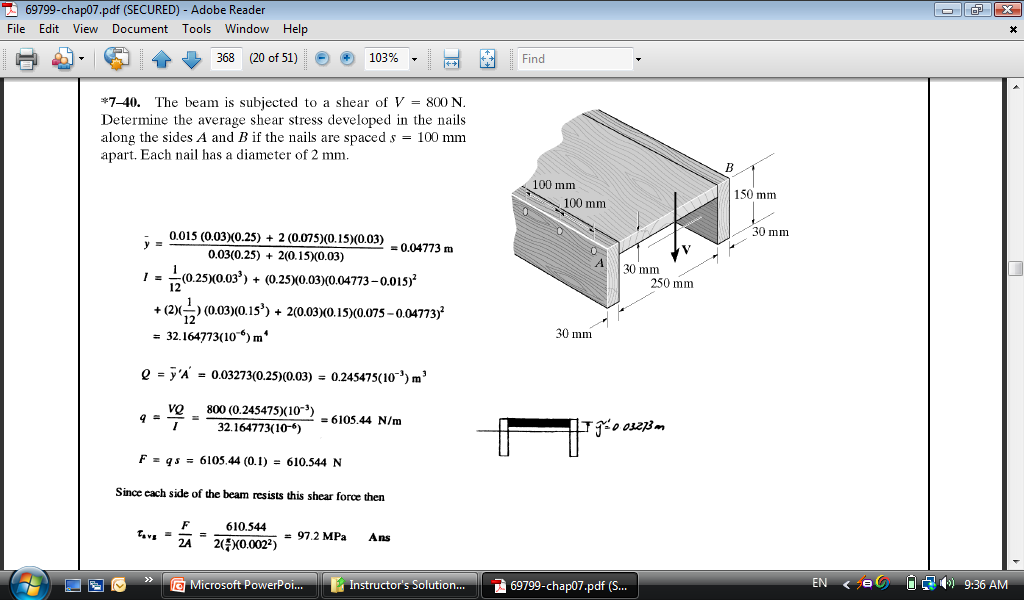 69799-chap07.pdf (SECURED) - Adobe Reader
File Edit View Document Tools Window Help
368 (20 of 51) 103% Find
*7–40. The beam is subjected to a shear of V = 800 N.
Determine the average shear stress developed in the nails
along the sides A and B if the nails are spaced s = 100 mm
apart. Each nail has a diameter of 2 mm.
B
100 mm
150 mm
100 mm
30 mm
V
A
30 mm
250 mm
30 mm
ȳ = 0.015 (0.03)(0.25) + 2 (0.075)(0.15)(0.03) / 0.03(0.25) + 2(0.15)(0.03) = 0.04773 m
I = 1/12 (0.25)(0.03³) + (0.25)(0.03)(0.04773 – 0.015)²
+ (2)(1/12) (0.03)(0.15³) + 2(0.03)(0.15)(0.075 – 0.04773)²
= 32.164773(10⁻⁶) m⁴
Q = ȳ'A' = 0.03273(0.25)(0.03) = 0.245475(10⁻³) m³
q = VQ/I = 800 (0.245475)(10⁻³) / 32.164773(10⁻⁶) = 6105.44 N/m
ȳ'=0.03273m
F = q s = 6105.44 (0.1) = 610.544 N
Since each side of the beam resists this shear force then
τavg = F/2A = 610.544 / 2(π/4)(0.002²) = 97.2 MPa Ans
Microsoft PowerPoi... Instructor's Solution... 69799-chap07.pdf (S... EN 9:36 AM